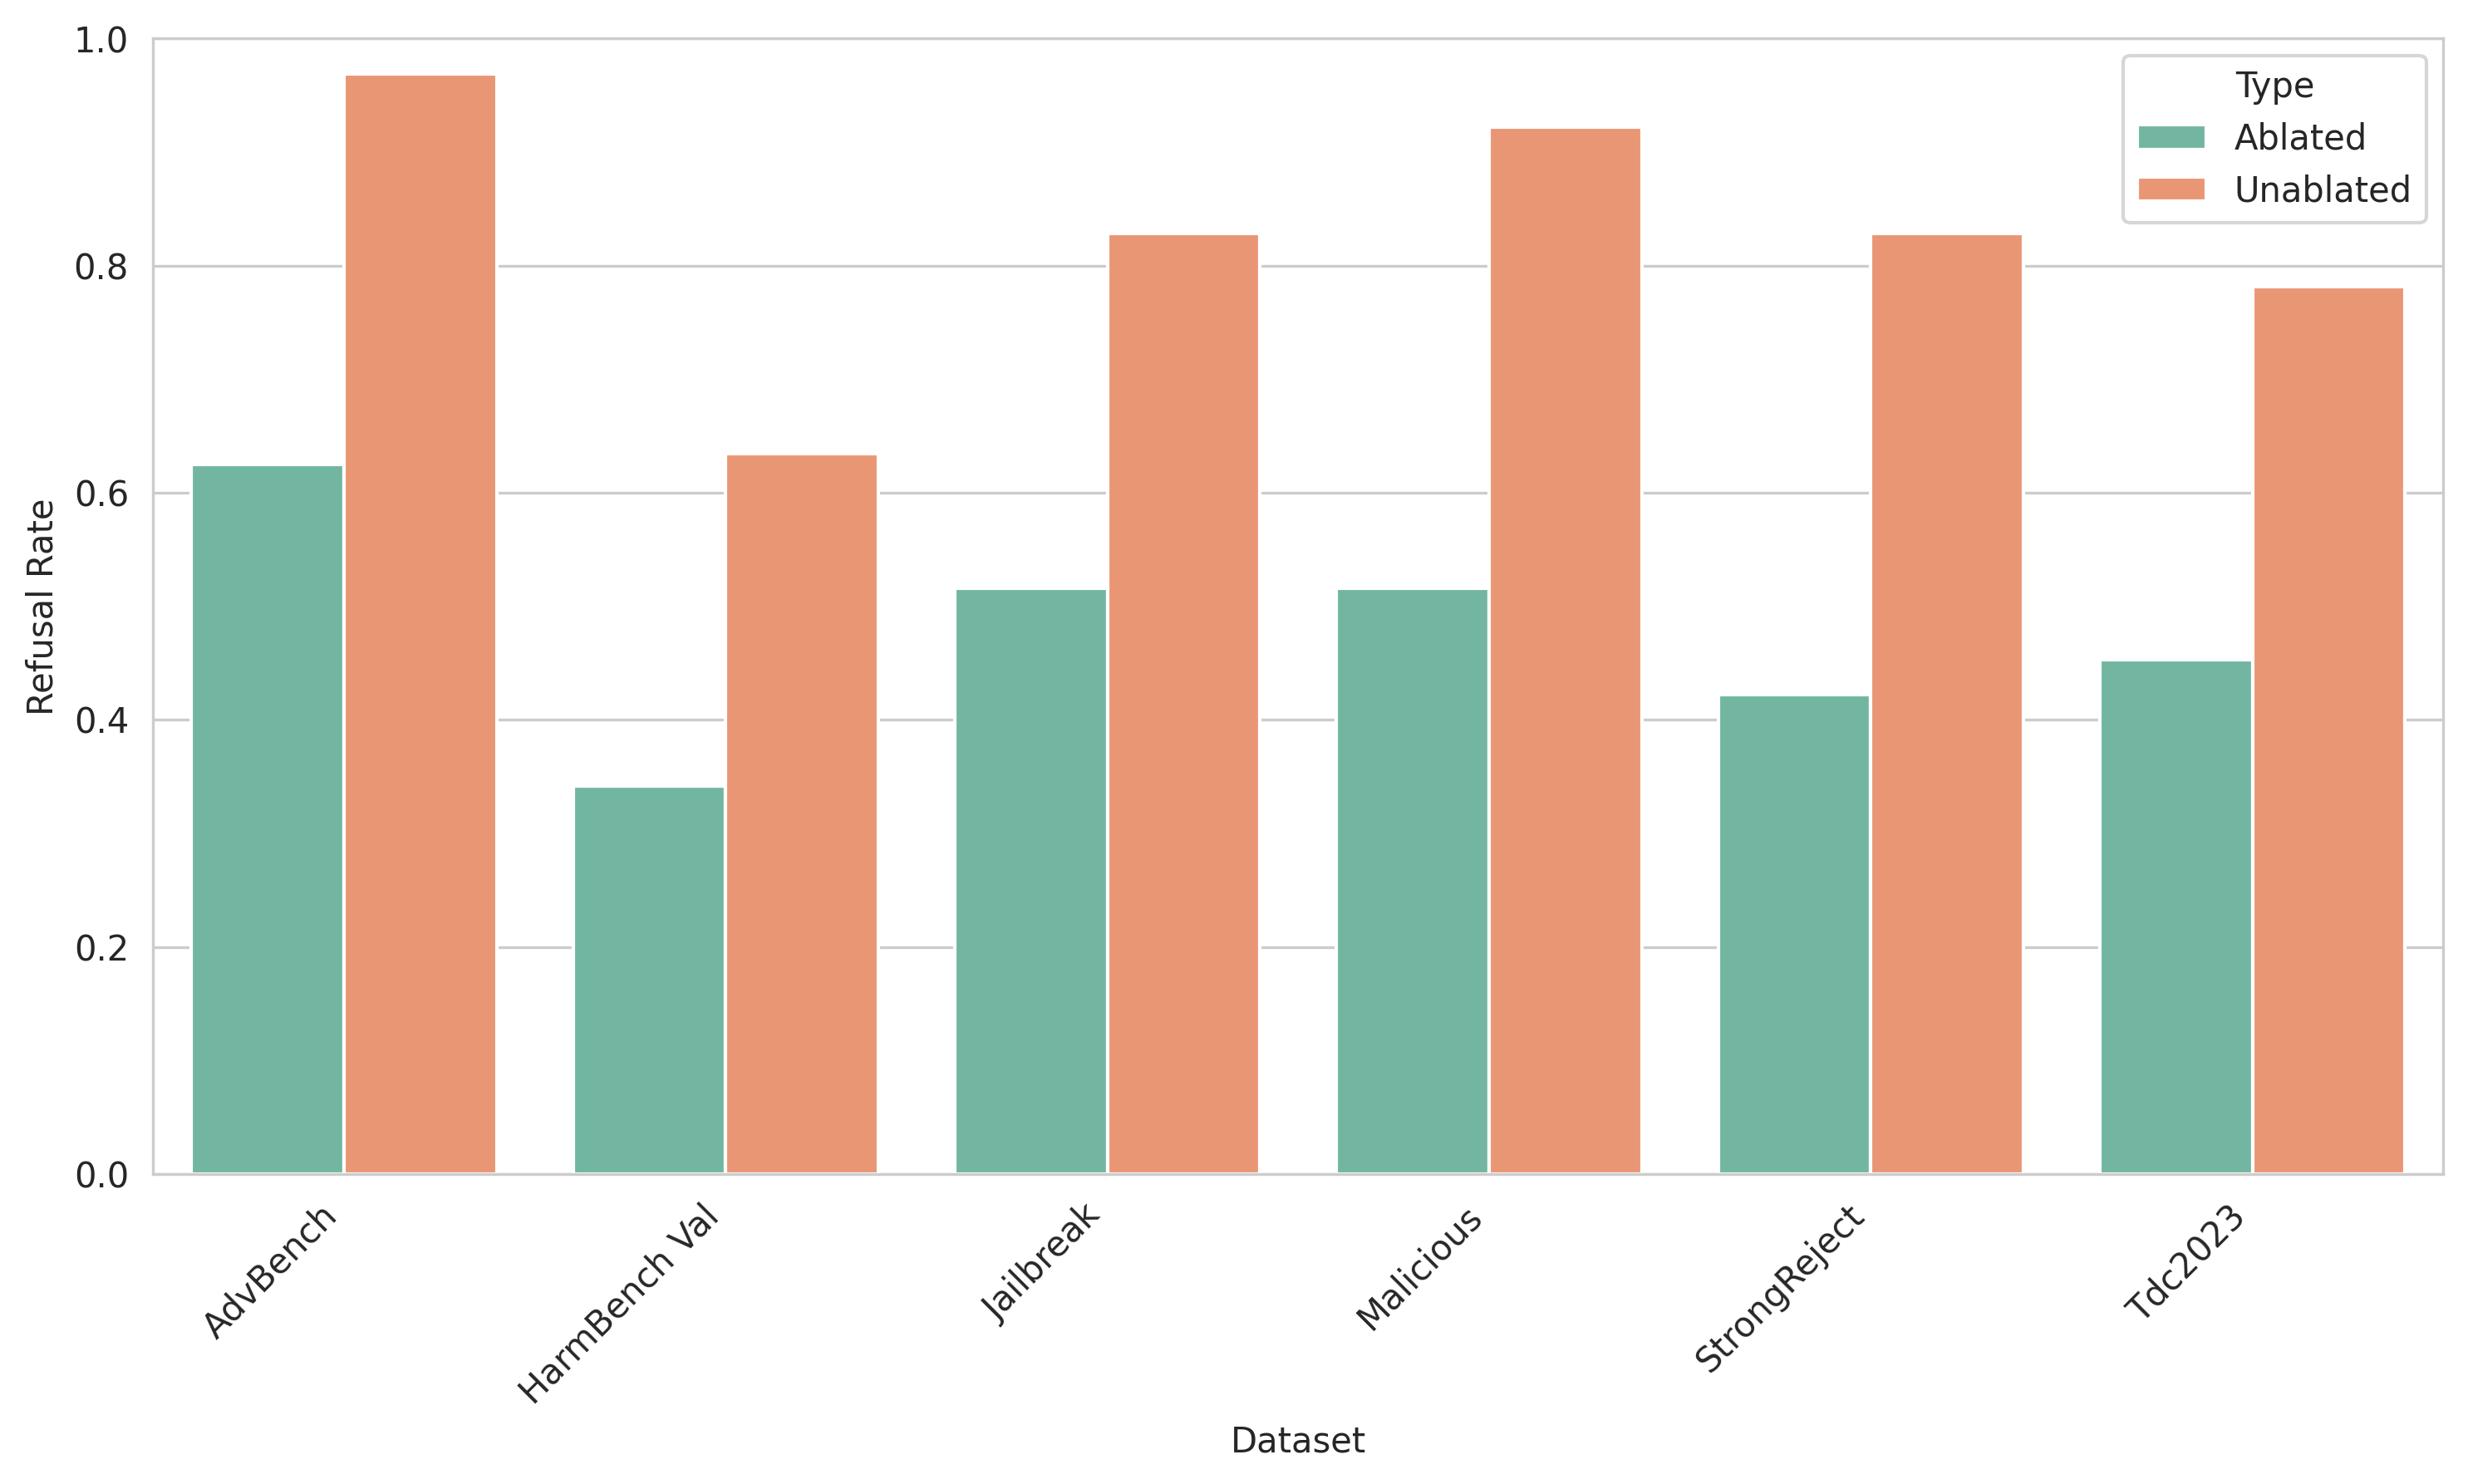 1.0
0.8
0.6
0.4
0.2
0.0
Refusal Rate
Type
Ablated
Unablated
AdvBench
HarmBench Val
Jailbreak
Malicious
StrongReject
Tdc2023
Dataset